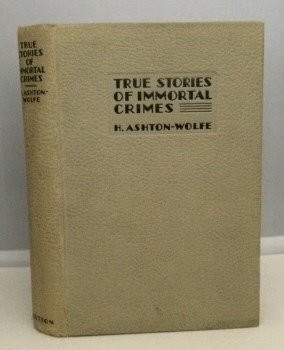 TRUE
STORIES
OF
IMMORTAL
CRIMES
H. ASHTON-
WOLFE
DUTTON
TRUE STORIES
OF IMMORTAL
CRIMES
H. ASHTON-WOLFE